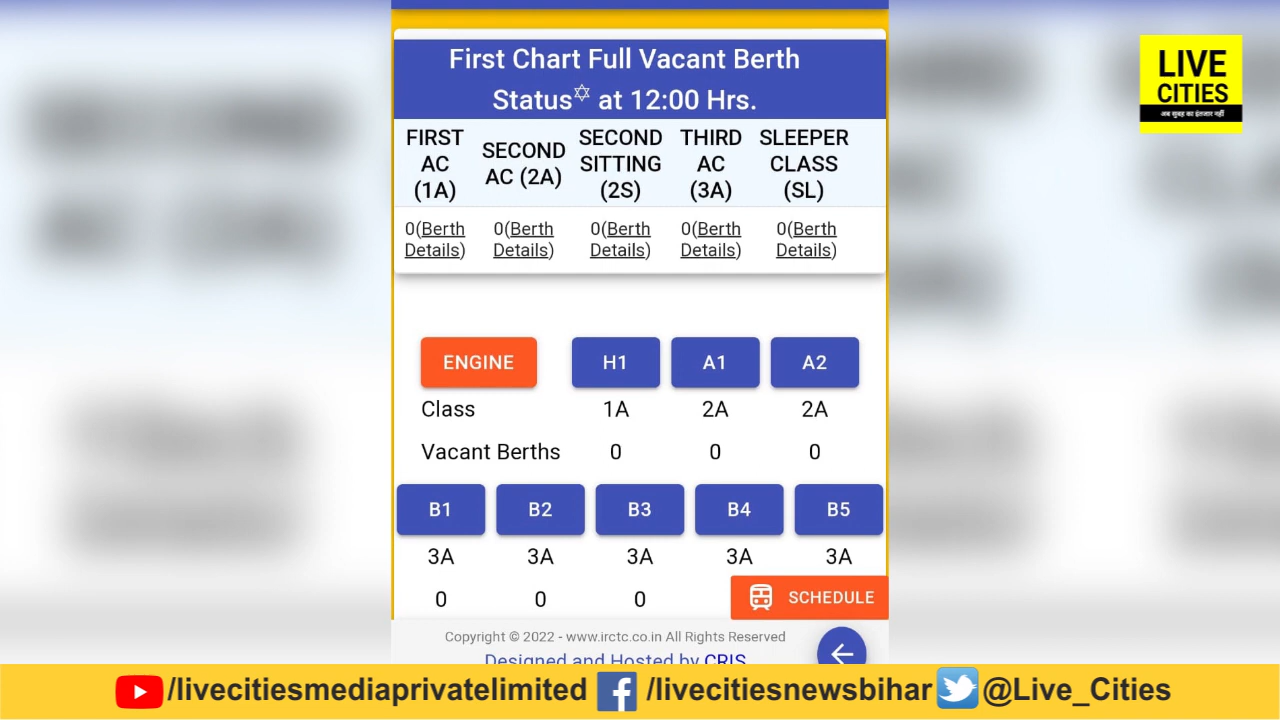 First Chart Full Vacant Berth
Status✡ at 12:00 Hrs.
FIRST AC (1A)
SECOND AC (2A)
SECOND SITTING (2S)
THIRD AC (3A)
SLEEPER CLASS (SL)
0(Berth Details) 0(Berth Details) 0(Berth Details) 0(Berth Details) 0(Berth Details)
ENGINE H1 A1 A2
Class 1A 2A 2A
Vacant Berths 0 0 0
B1 B2 B3 B4 B5
3A 3A 3A 3A 3A
0 0 0
SCHEDULE
Copyright © 2022 - www.irctc.co.in All Rights Reserved
Designed and Hosted by CRIS
LIVE
CITIES
अब सुबह का इंतजार नहीं
/livecitiesmediaprivatelimited /livecitiesnewsbihar @Live_Cities